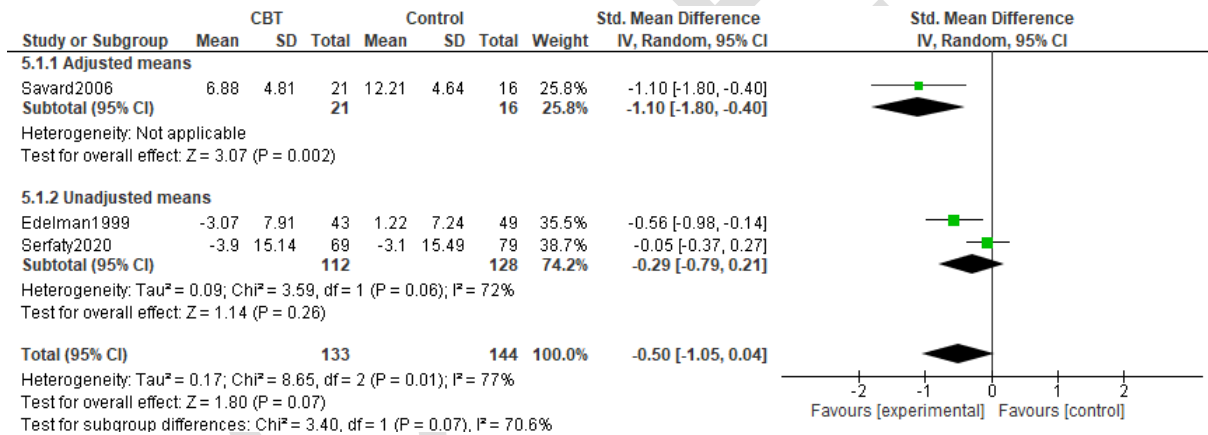 CBT Control Std. Mean Difference Std. Mean Difference
Study or Subgroup Mean SD Total Mean SD Total Weight IV, Random, 95% CI IV, Random, 95% CI
5.1.1 Adjusted means
Savard2006 6.88 4.81 21 12.21 4.64 16 25.8% -1.10 [-1.80, -0.40]
Subtotal (95% CI) 21 16 25.8% -1.10 [-1.80, -0.40]
Heterogeneity: Not applicable
Test for overall effect: Z = 3.07 (P = 0.002)
5.1.2 Unadjusted means
Edelman1999 -3.07 7.91 43 1.22 7.24 49 35.5% -0.56 [-0.98, -0.14]
Serfaty2020 -3.9 15.14 69 -3.1 15.49 79 38.7% -0.05 [-0.37, 0.27]
Subtotal (95% CI) 112 128 74.2% -0.29 [-0.79, 0.21]
Heterogeneity: Tau² = 0.09; Chi² = 3.59, df = 1 (P = 0.06); I² = 72%
Test for overall effect: Z = 1.14 (P = 0.26)
Total (95% CI) 133 144 100.0% -0.50 [-1.05, 0.04]
Heterogeneity: Tau² = 0.17; Chi² = 8.65, df = 2 (P = 0.01); I² = 77%
Test for overall effect: Z = 1.80 (P = 0.07)
Test for subgroup differences: Chi² = 3.40, df = 1 (P = 0.07), I² = 70.6%
-2 -1 0 1 2
Favours [experimental] Favours [control]